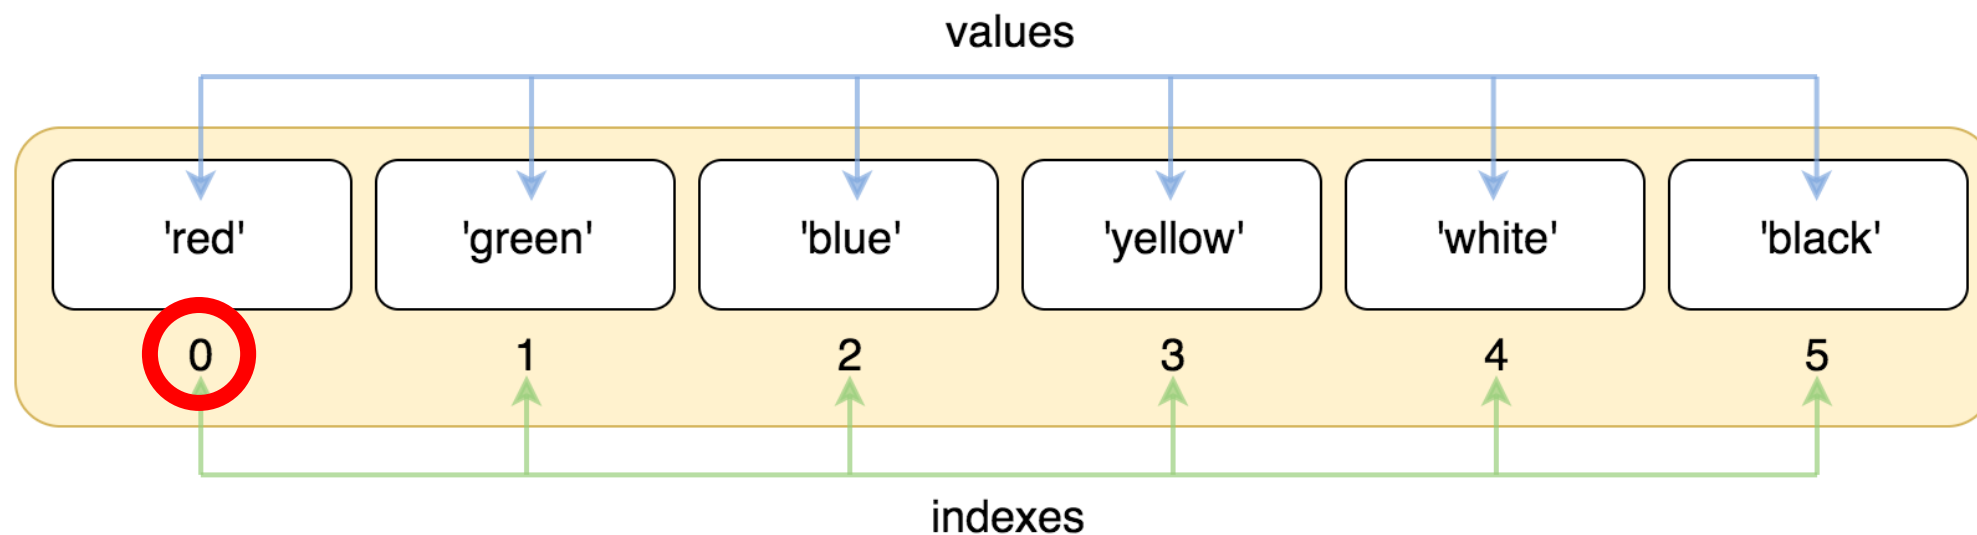 values
'red' 'green' 'blue' 'yellow' 'white' 'black'
0 1 2 3 4 5
indexes